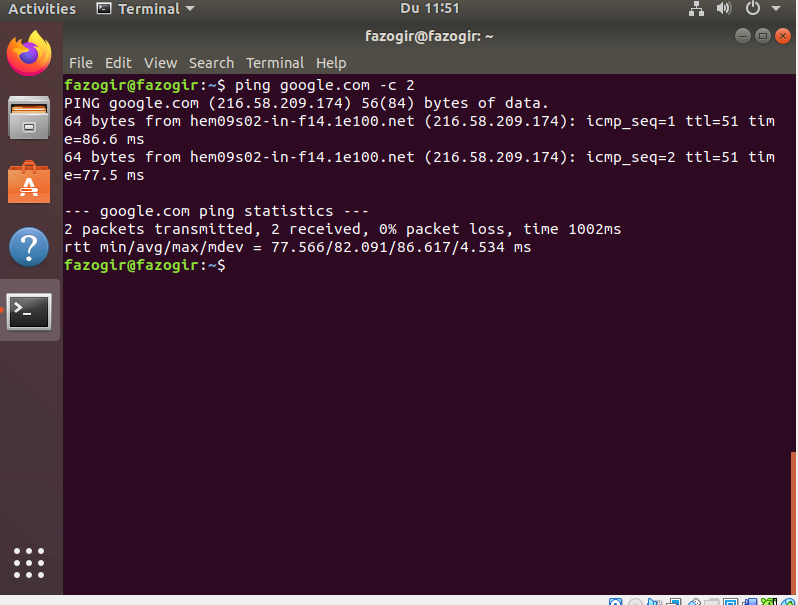 Activities Terminal Du 11:51
fazogir@fazogir: ~
File Edit View Search Terminal Help
fazogir@fazogir:~$ ping google.com -c 2
PING google.com (216.58.209.174) 56(84) bytes of data.
64 bytes from hem09s02-in-f14.1e100.net (216.58.209.174): icmp_seq=1 ttl=51 tim
e=86.6 ms
64 bytes from hem09s02-in-f14.1e100.net (216.58.209.174): icmp_seq=2 ttl=51 tim
e=77.5 ms
--- google.com ping statistics ---
2 packets transmitted, 2 received, 0% packet loss, time 1002ms
rtt min/avg/max/mdev = 77.566/82.091/86.617/4.534 ms
fazogir@fazogir:~$